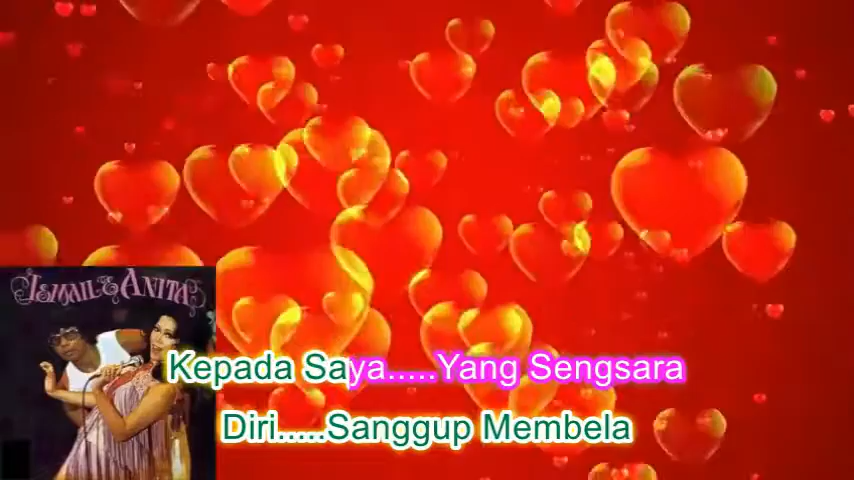 Ismail & Anita
Kepada Saya.....Yang Sengsara
Diri.....Sanggup Membela